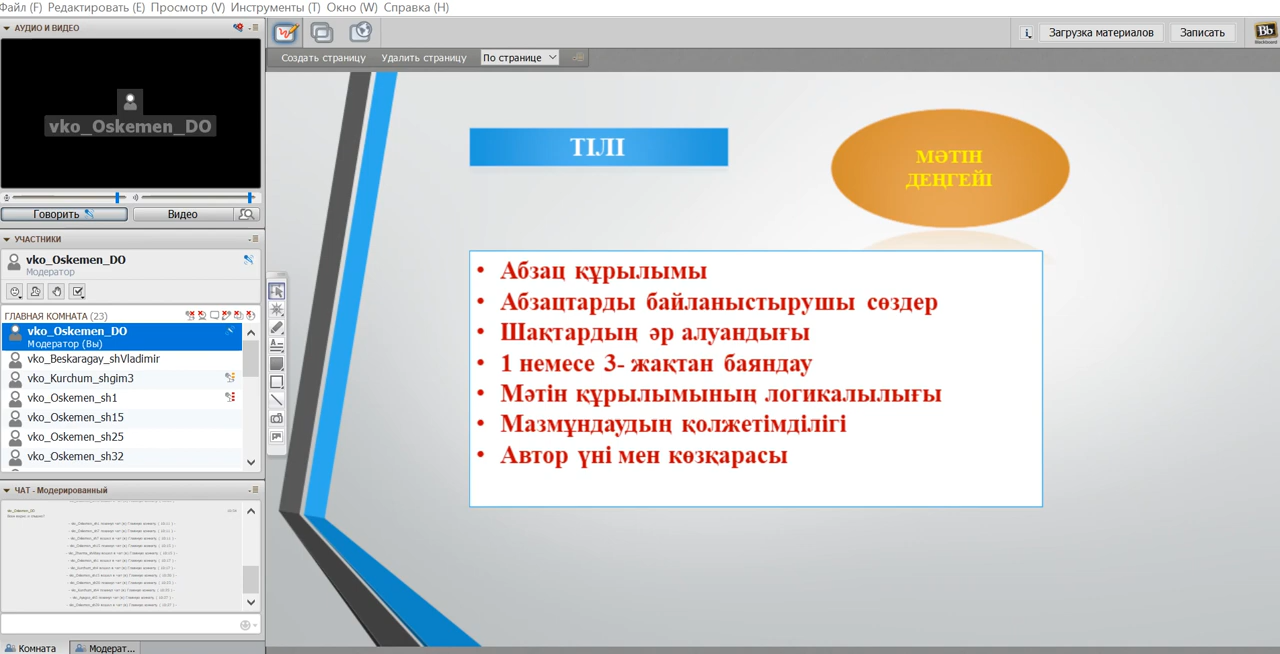 Файл (F) Редактировать (E) Просмотр (V) Инструменты (T) Окно (W) Справка (H)
АУДИО И ВИДЕО
vko_Oskemen_DO
Говорить
Видео
УЧАСТНИКИ
vko_Oskemen_DO
Модератор
ГЛАВНАЯ КОМНАТА (23)
vko_Oskemen_DO
Модератор (Вы)
vko_Beskaragay_shVladimir
vko_Kurchum_shgim3
vko_Oskemen_sh1
vko_Oskemen_sh15
vko_Oskemen_sh25
vko_Oskemen_sh32
ЧАТ - Модерированный
Комната
Модерат...
Загрузка материалов
Записать
Bb
Создать страницу
Удалить страницу
По странице
ТІЛІ
МӘТІН
ДЕҢГЕЙІ
• Абзац құрылымы
• Абзацтарды байланыстырушы сөздер
• Шақтардың әр алуандығы
• 1 немесе 3- жақтан баяндау
• Мәтін құрылымының логикалылығы
• Мазмұндаудың қолжетімділігі
• Автор үні мен көзқарасы